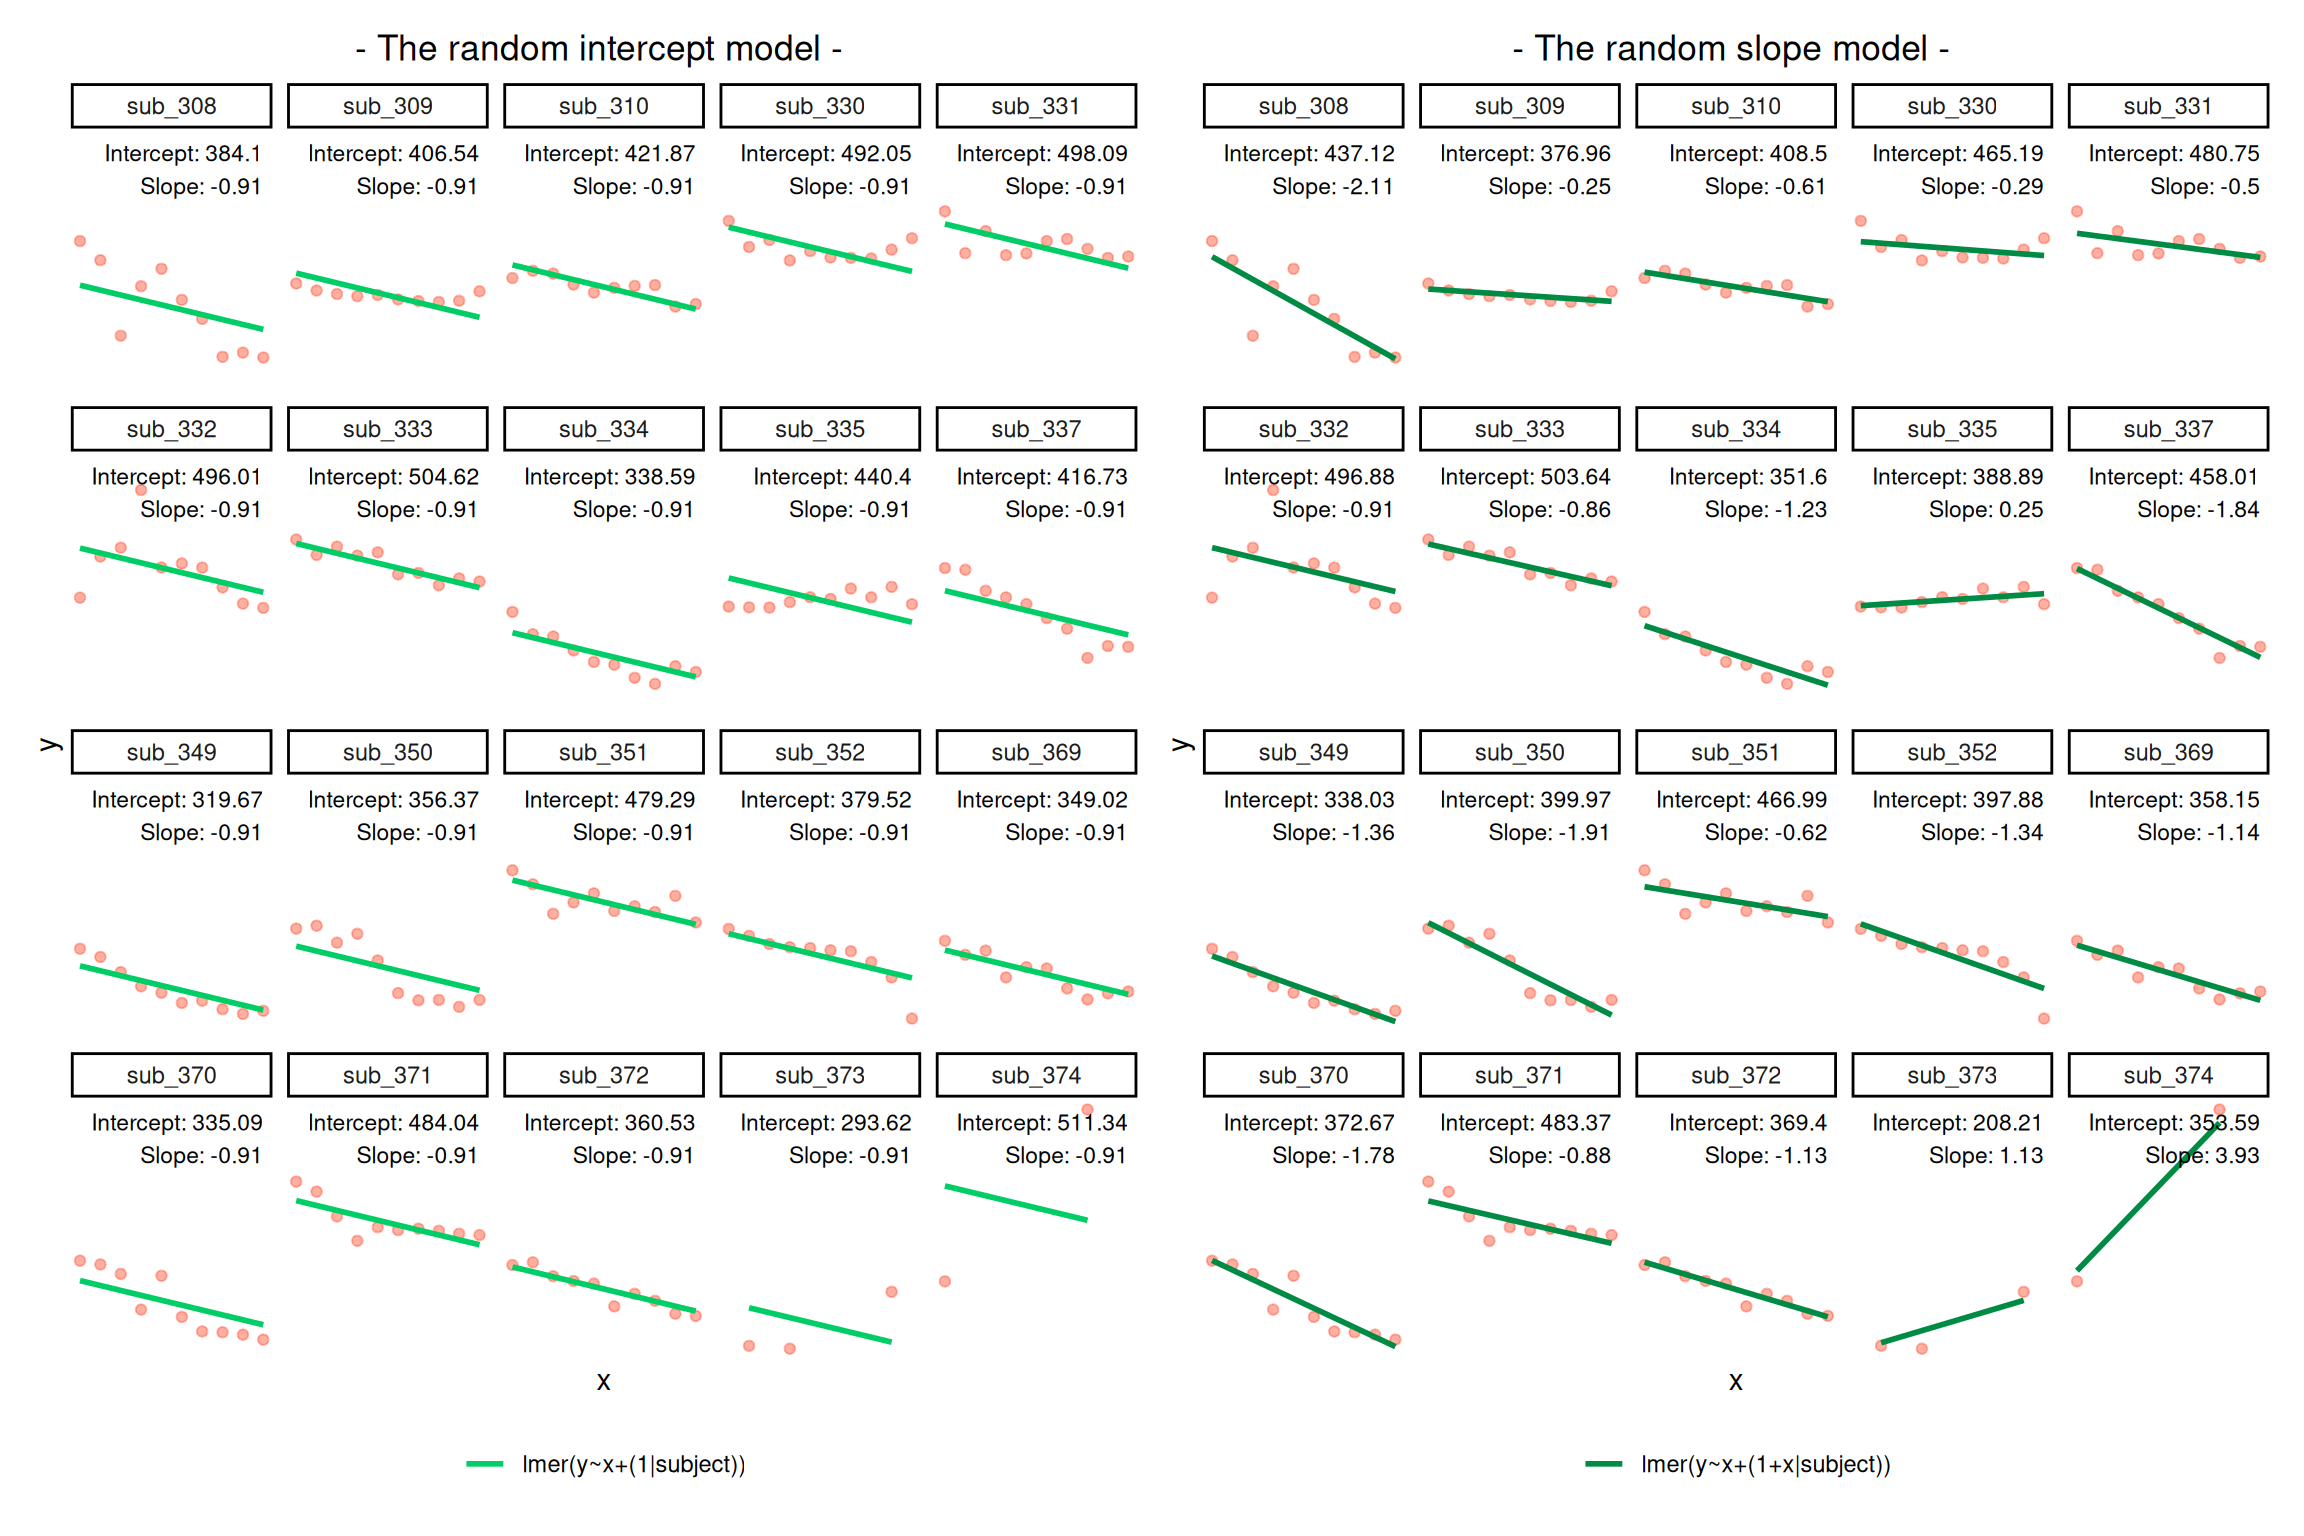 - The random intercept model -
sub_308 sub_309 sub_310 sub_330 sub_331
Intercept: 384.1 Intercept: 406.54 Intercept: 421.87 Intercept: 492.05 Intercept: 498.09
Slope: -0.91 Slope: -0.91 Slope: -0.91 Slope: -0.91 Slope: -0.91
sub_332 sub_333 sub_334 sub_335 sub_337
Intercept: 496.01 Intercept: 504.62 Intercept: 338.59 Intercept: 440.4 Intercept: 416.73
Slope: -0.91 Slope: -0.91 Slope: -0.91 Slope: -0.91 Slope: -0.91
y
sub_349 sub_350 sub_351 sub_352 sub_369
Intercept: 319.67 Intercept: 356.37 Intercept: 479.29 Intercept: 379.52 Intercept: 349.02
Slope: -0.91 Slope: -0.91 Slope: -0.91 Slope: -0.91 Slope: -0.91
sub_370 sub_371 sub_372 sub_373 sub_374
Intercept: 335.09 Intercept: 484.04 Intercept: 360.53 Intercept: 293.62 Intercept: 511.34
Slope: -0.91 Slope: -0.91 Slope: -0.91 Slope: -0.91 Slope: -0.91
x
lmer(y~x+(1|subject))
- The random slope model -
sub_308 sub_309 sub_310 sub_330 sub_331
Intercept: 437.12 Intercept: 376.96 Intercept: 408.5 Intercept: 465.19 Intercept: 480.75
Slope: -2.11 Slope: -0.25 Slope: -0.61 Slope: -0.29 Slope: -0.5
sub_332 sub_333 sub_334 sub_335 sub_337
Intercept: 496.88 Intercept: 503.64 Intercept: 351.6 Intercept: 388.89 Intercept: 458.01
Slope: -0.91 Slope: -0.86 Slope: -1.23 Slope: 0.25 Slope: -1.84
y
sub_349 sub_350 sub_351 sub_352 sub_369
Intercept: 338.03 Intercept: 399.97 Intercept: 466.99 Intercept: 397.88 Intercept: 358.15
Slope: -1.36 Slope: -1.91 Slope: -0.62 Slope: -1.34 Slope: -1.14
sub_370 sub_371 sub_372 sub_373 sub_374
Intercept: 372.67 Intercept: 483.37 Intercept: 369.4 Intercept: 208.21 Intercept: 353.59
Slope: -1.78 Slope: -0.88 Slope: -1.13 Slope: 1.13 Slope: 3.93
x
lmer(y~x+(1+x|subject))